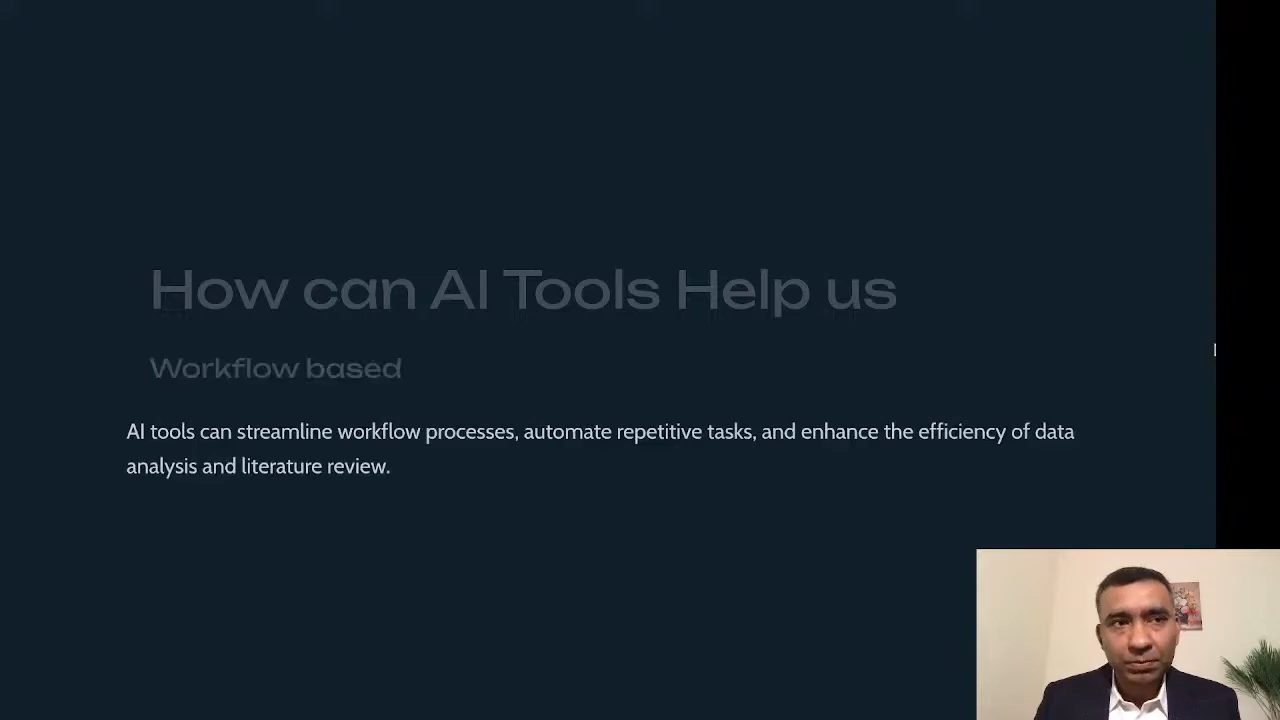 How can AI Tools Help us
Workflow based
AI tools can streamline workflow processes, automate repetitive tasks, and enhance the efficiency of data
analysis and literature review.